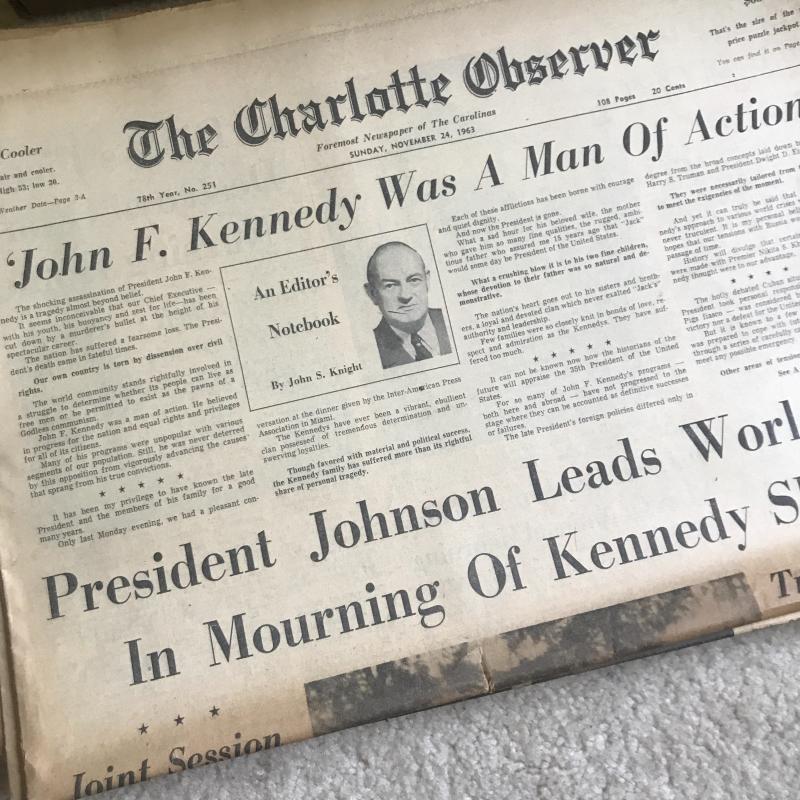 That's the size of the
price puzzle jackpot
You can find it on Page
The Charlotte Observer
Foremost Newspaper of The Carolinas
78th Year, No. 251
SUNDAY, NOVEMBER 24, 1963
108 Pages
20 Cents
Cooler
air and cooler.
High 53; low 30.
Weather Data—Page 3-A
'John F. Kennedy Was A Man Of Action
The shocking assassination of President John F. Ken-
nedy is a tragedy almost beyond belief.
It seems inconceivable that our Chief Executive —
with his youth, his buoyancy and zest for life—has been
cut down by a murderer's bullet at the height of his
spectacular career.
The nation has suffered a fearsome loss. The Presi-
dent's death came in fateful times.
Our own country is torn by dissension over civil
rights.
The world community stands rightfully involved in
a struggle to determine whether its people can live as
free men or be permitted to exist as the pawns of a
Godless communism.
John F. Kennedy was a man of action. He believed
in progress for the nation and equal rights and privileges
for all of its citizens.
Many of his programs were unpopular with various
segments of our population. Still, he was never deterred
by this opposition from vigorously advancing the causes
that sprang from his true convictions.
★ ★ ★ ★ ★
It has been my privilege to have known the late
President and the members of his family for a good
many years.
Only last Monday evening, we had a pleasant con-
An Editor's
Notebook
By John S. Knight
versation at the dinner given by the Inter-American Press
Association in Miami.
The Kennedys have ever been a vibrant, ebullient
clan possessed of tremendous determination and un-
swerving loyalties.
Though favored with material and political success,
the Kennedy family has suffered more than its rightful
share of personal tragedy.
Each of these afflictions has been borne with courage
and quiet dignity.
And now the President is gone.
What a sad hour for his beloved wife, the mother
who gave him so many fine qualities, the rugged, ambi-
tious father who assured me 15 years ago that "Jack"
would some day be President of the United States.
What a crushing blow it is to his two fine children,
whose devotion to their father was so natural and de-
monstrative.
The nation's heart goes out to his sisters and broth-
ers, a loyal and devoted clan which never exalted "Jack's"
authority and leadership.
Few families were so closely knit in bonds of love, re-
spect and admiration as the Kennedys. They have suf-
fered too much.
★ ★ ★ ★ ★
It can not be known now how the historians of the
future will appraise the 35th President of the United
States.
For so many of John F. Kennedy's programs —
both here and abroad — have not progressed to the
stage where they can be accounted as definitive successes
or failures.
The late President's foreign policies differed only in
degree from the broad concepts laid down
Harry S. Truman and President Dwight D.
They were necessarily tailored from
to meet the exigencies of the moment.
And yet it can truly be said that
nedy's approach to various world crises
never truculent. It is my personal belief
hopes that our tensions with Russia
History will divulge that certain
were made with Premier Nikita S.
nedy thought were to our advantage.
★ ★ ★ ★ ★
The hotly debated Cuban
President took personal
Pigs fiasco — was considered
victory nor a defeat for the United
But it is known to a few
was prepared to cope with
through a series of carefully
meet any possible emergency
Other areas of
See A
President Johnson Leads Worl
In Mourning Of Kennedy
★ ★ ★
Joint Session